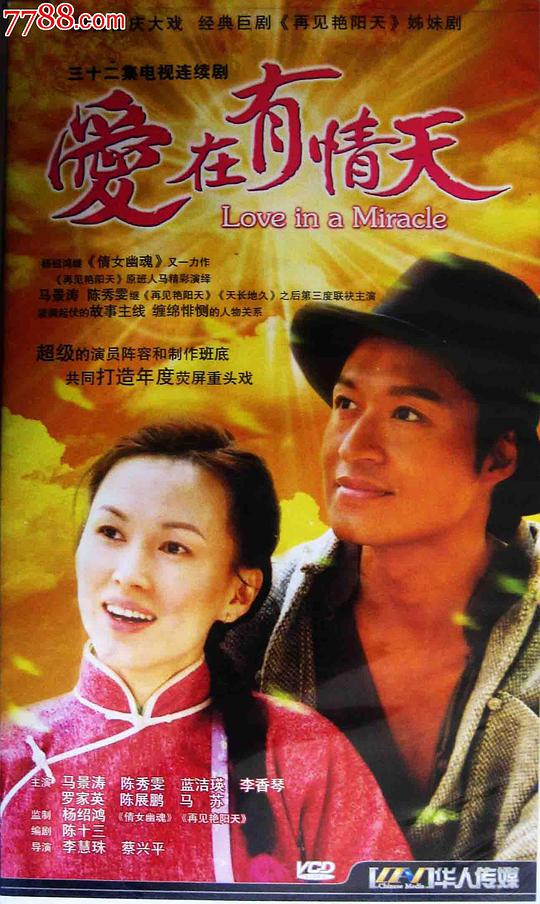 7788.com
庆大戏 经典巨剧《再见艳阳天》姊妹剧
三十二集电视连续剧
愛在有情天
Love in a Miracle
杨绍鸿继《倩女幽魂》又一力作
《再见艳阳天》原班人马精彩演绎
马景涛 陈秀雯 继《再见艳阳天》《天长地久》之后第三度联袂主演
起伏的故事主线 缠绵悱恻的人物关系
超级的演员阵容和制作班底
共同打造年度荧屏重头戏
主演 马景涛 陈秀雯 蓝洁瑛 李香琴
罗家英 陈展鹏 马苏
监制 杨绍鸿 《倩女幽魂》《再见艳阳天》
编剧 陈十三
导演 李慧珠 蔡兴平
VCD
华人传媒
Chinese Media